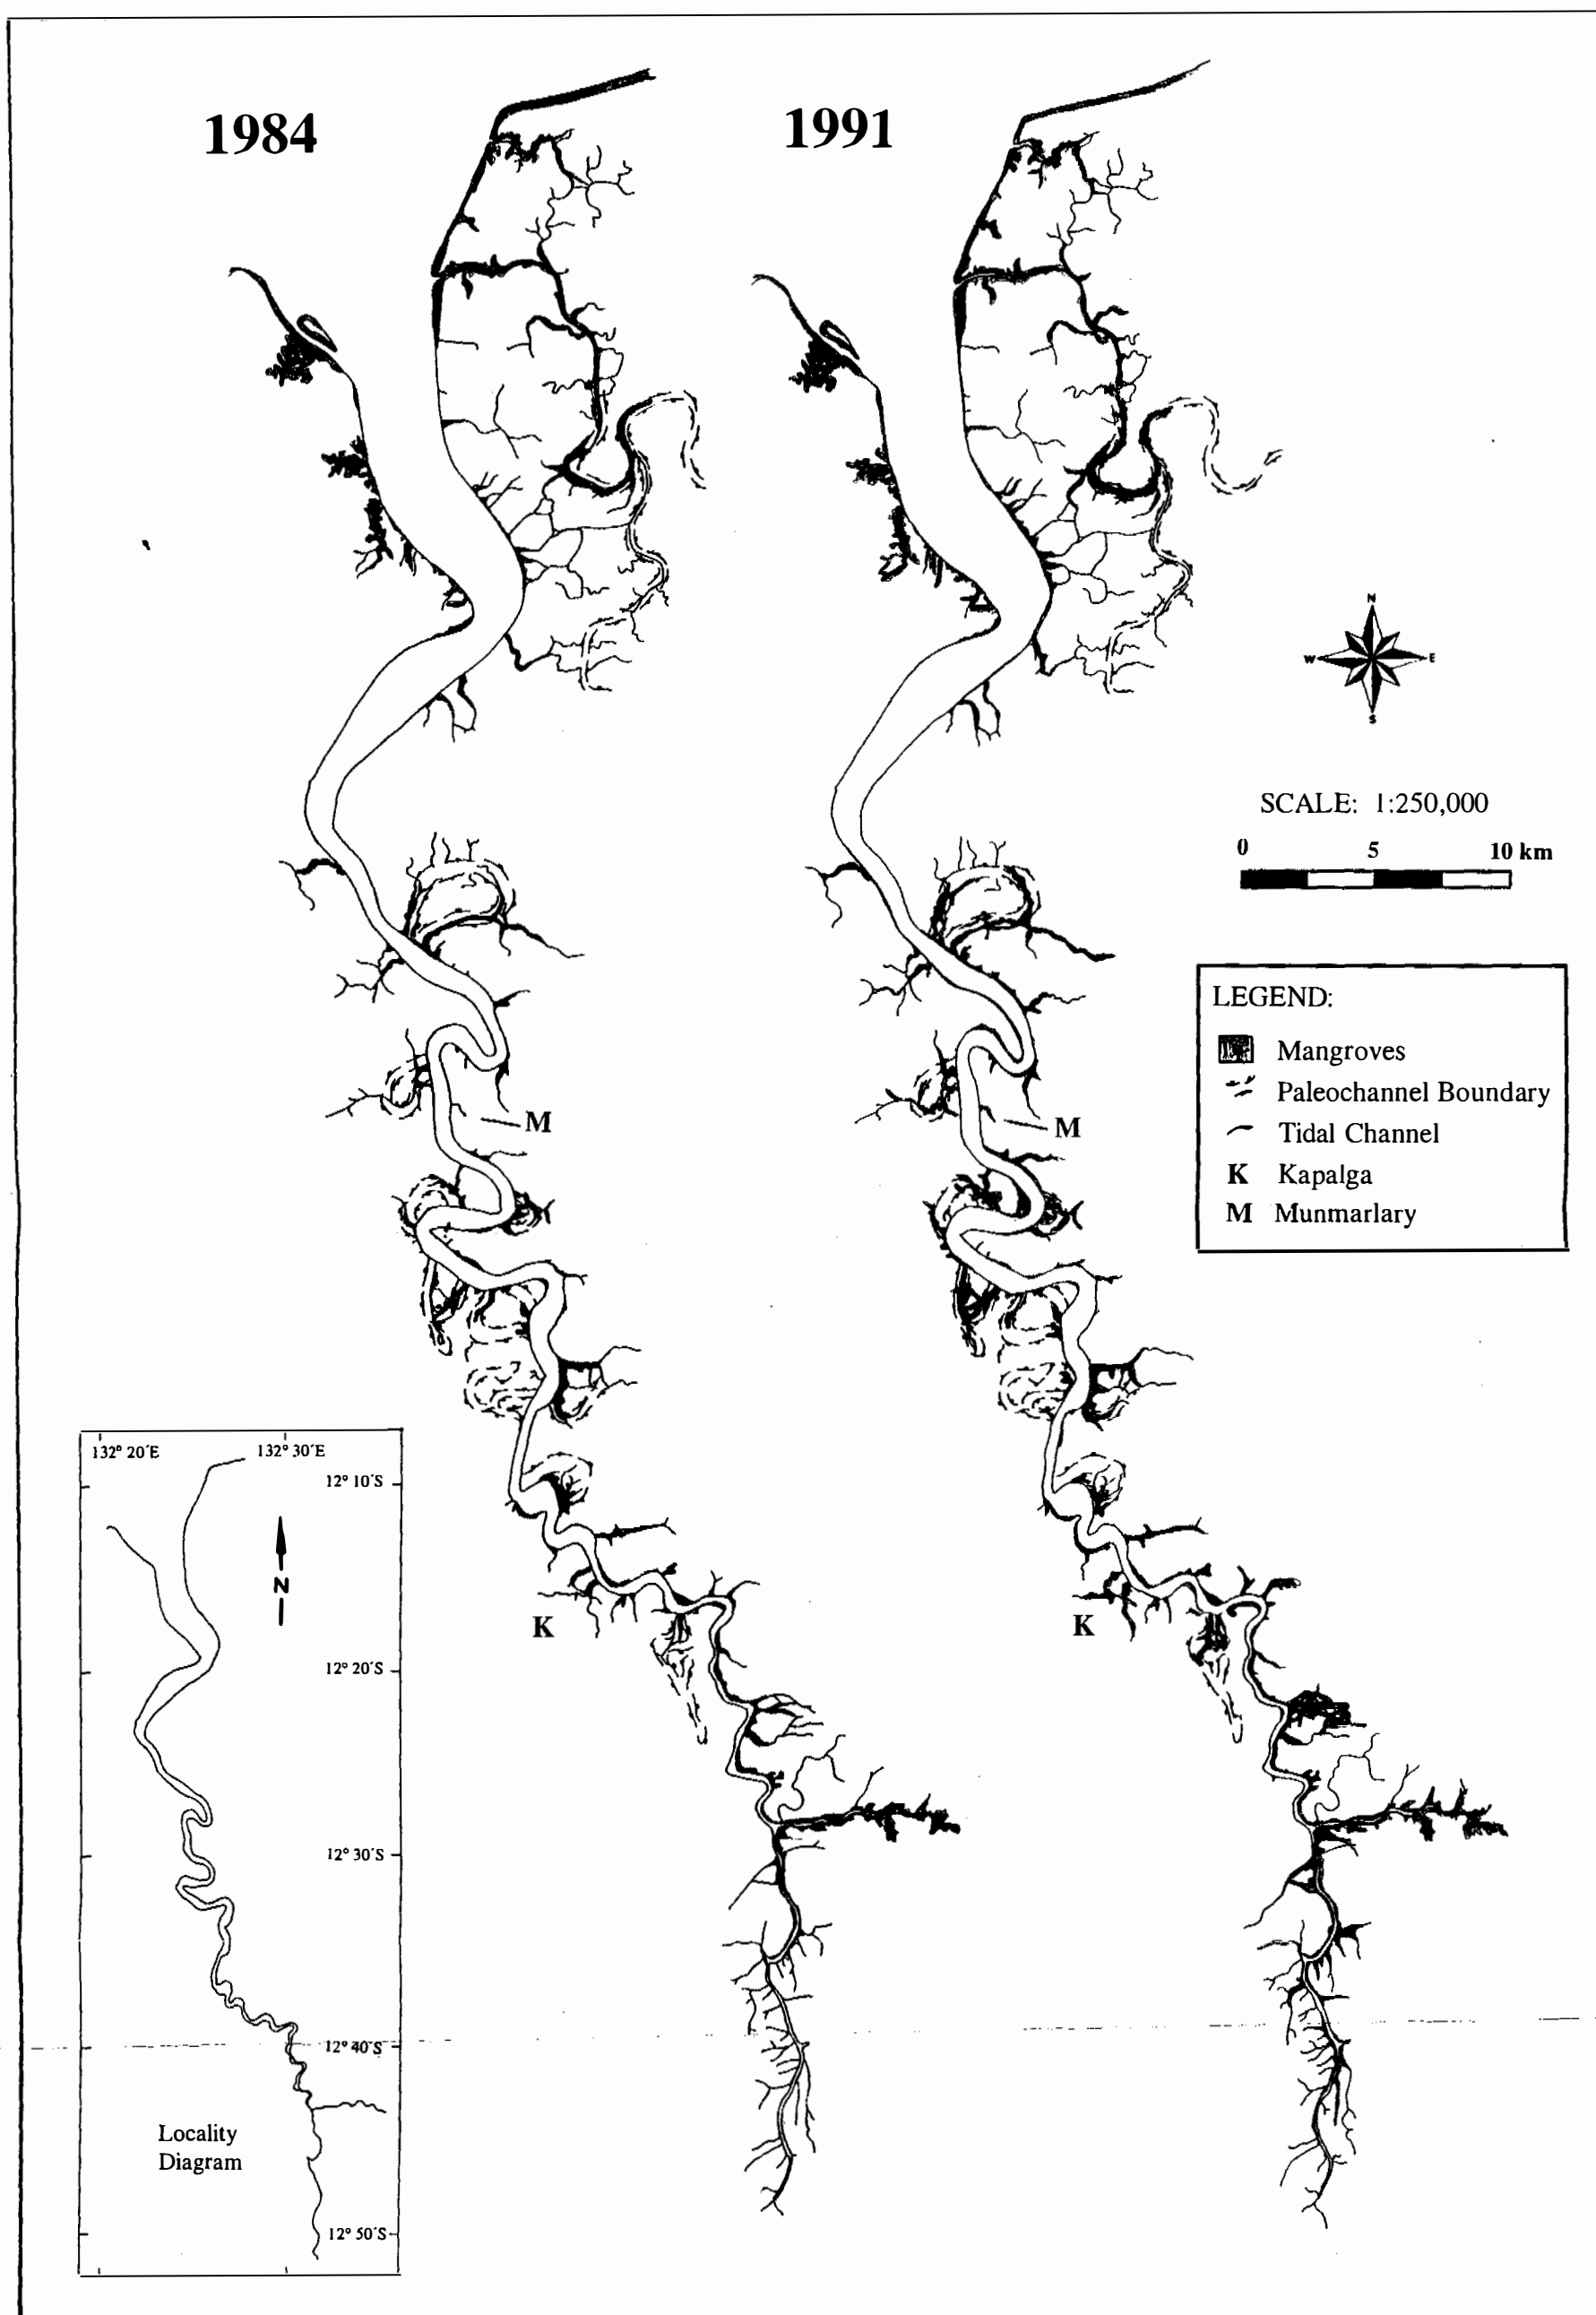 1984
1991
N
W
E
S
SCALE: 1:250,000
0 5 10 km
LEGEND:
Mangroves
Paleochannel Boundary
Tidal Channel
K Kapalga
M Munmarlary
M
M
K
K
132° 20'E 132° 30'E
12° 10'S
N
12° 20'S
12° 30'S
12° 40'S
Locality
Diagram
12° 50'S